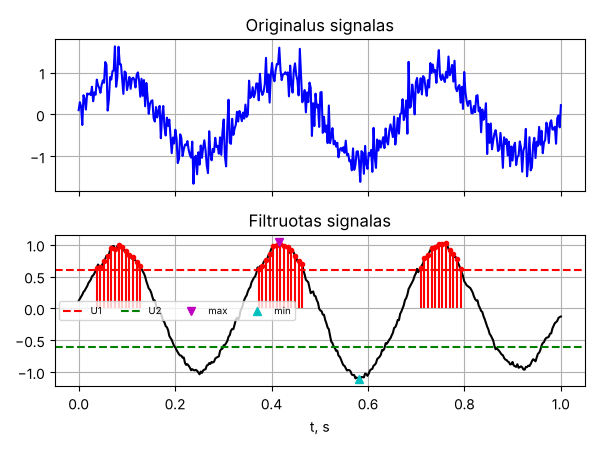 Originalus signalas
1
0
−1
Filtruotas signalas
1.0
0.5
0.0
−0.5
−1.0
U1 U2 max min
0.0 0.2 0.4 0.6 0.8 1.0
t, s